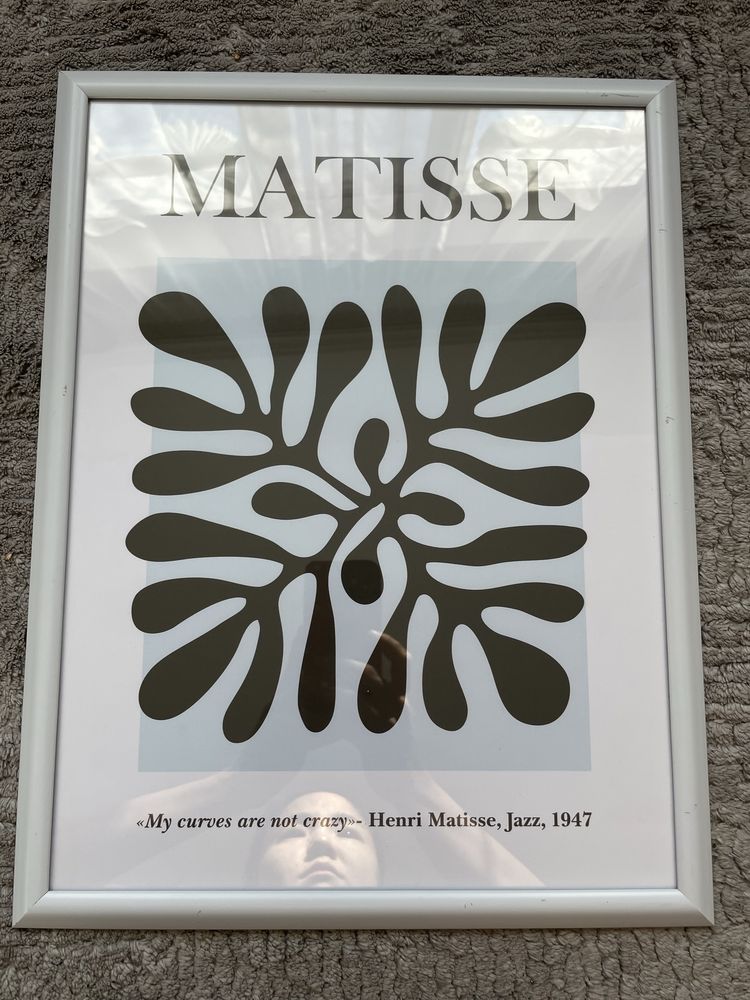 MATISSE
«My curves are not crazy»- Henri Matisse, Jazz, 1947